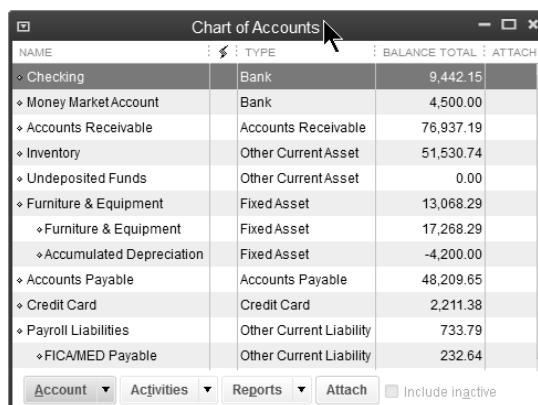 Chart of Accounts
NAME TYPE BALANCE TOTAL ATTACH
Checking Bank 9,442.15
Money Market Account Bank 4,500.00
Accounts Receivable Accounts Receivable 76,937.19
Inventory Other Current Asset 51,530.74
Undeposited Funds Other Current Asset 0.00
Furniture & Equipment Fixed Asset 13,068.29
Furniture & Equipment Fixed Asset 17,268.29
Accumulated Depreciation Fixed Asset -4,200.00
Accounts Payable Accounts Payable 48,209.65
Credit Card Credit Card 2,211.38
Payroll Liabilities Other Current Liability 733.79
FICA/MED Payable Other Current Liability 232.64
Account Activities Reports Attach Include inactive